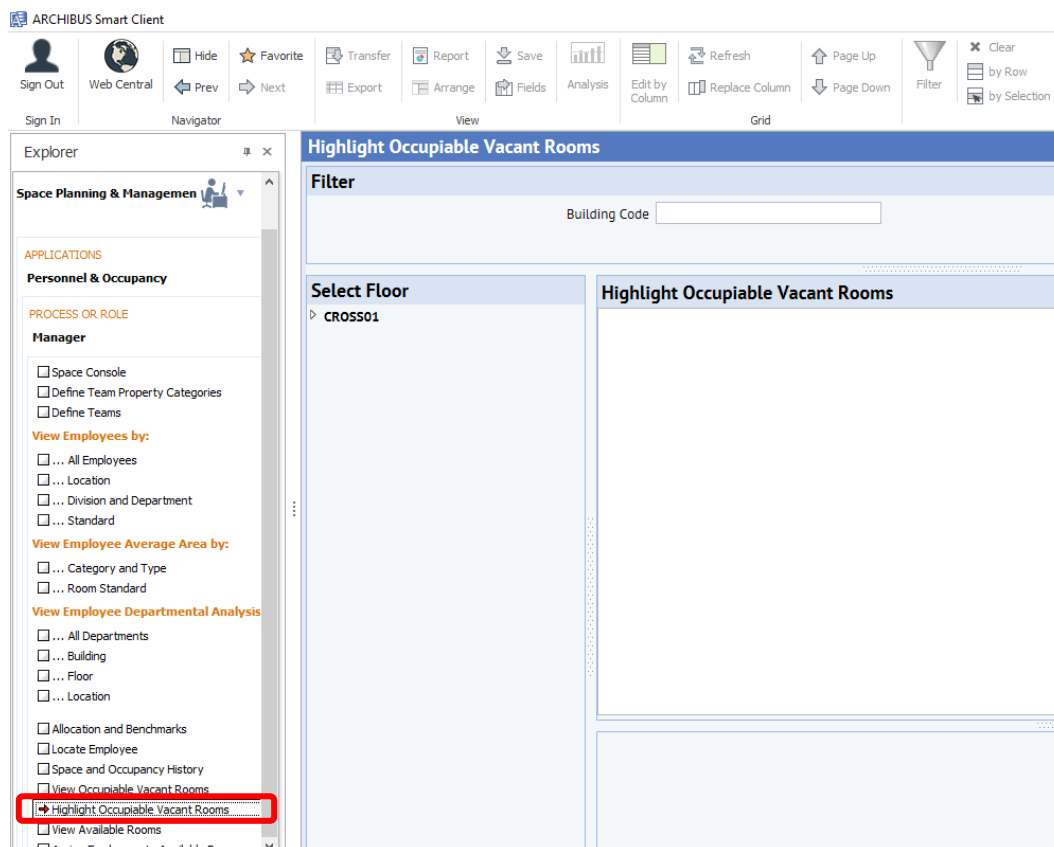 ARCHIBUS Smart Client
Hide Favorite Transfer Report Save Refresh Page Up Clear
by Row
Sign Out Web Central Prev Next Export Arrange Fields Analysis Edit by Column Replace Column Page Down Filter by Selection
Sign In Navigator View Grid
Explorer
Highlight Occupiable Vacant Rooms
Space Planning & Managemen
Filter
Building Code
APPLICATIONS
Personnel & Occupancy
PROCESS OR ROLE
Manager
Space Console
Define Team Property Categories
Define Teams
View Employees by:
... All Employees
... Location
... Division and Department
... Standard
View Employee Average Area by:
... Category and Type
... Room Standard
View Employee Departmental Analysis
... All Departments
... Building
... Floor
... Location
Allocation and Benchmarks
Locate Employee
Space and Occupancy History
View Occupiable Vacant Rooms
Highlight Occupiable Vacant Rooms
View Available Rooms
Select Floor
CROSS01
Highlight Occupiable Vacant Rooms